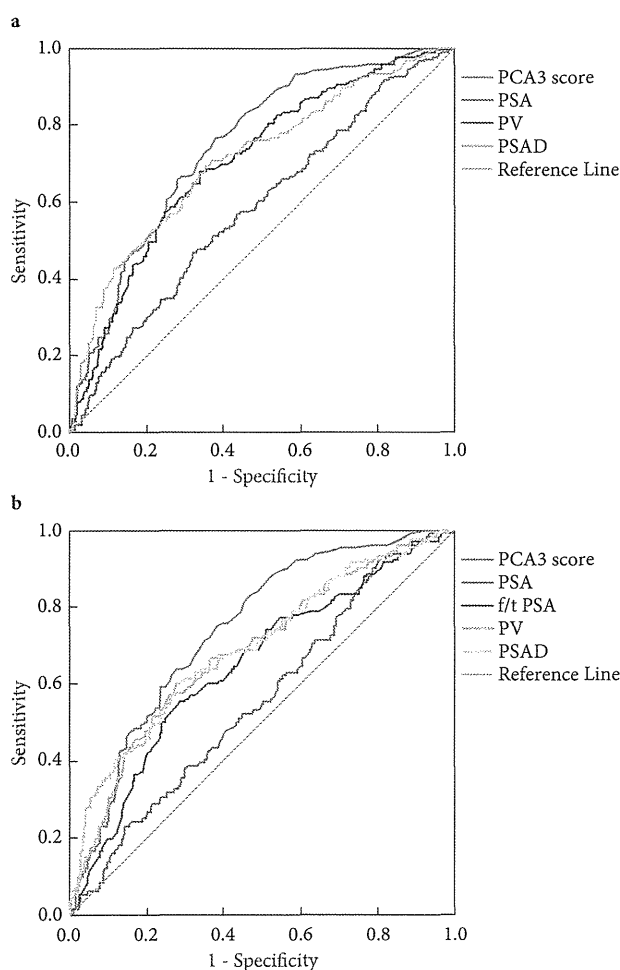 a
1.0
0.8
0.6
0.4
0.2
0.0
Sensitivity
0.0 0.2 0.4 0.6 0.8 1.0
1 - Specificity
PCA3 score
PSA
PV
PSAD
Reference Line
b
1.0
0.8
0.6
0.4
0.2
0.0
Sensitivity
0.0 0.2 0.4 0.6 0.8 1.0
1 - Specificity
PCA3 score
PSA
f/t PSA
PV
PSAD
Reference Line